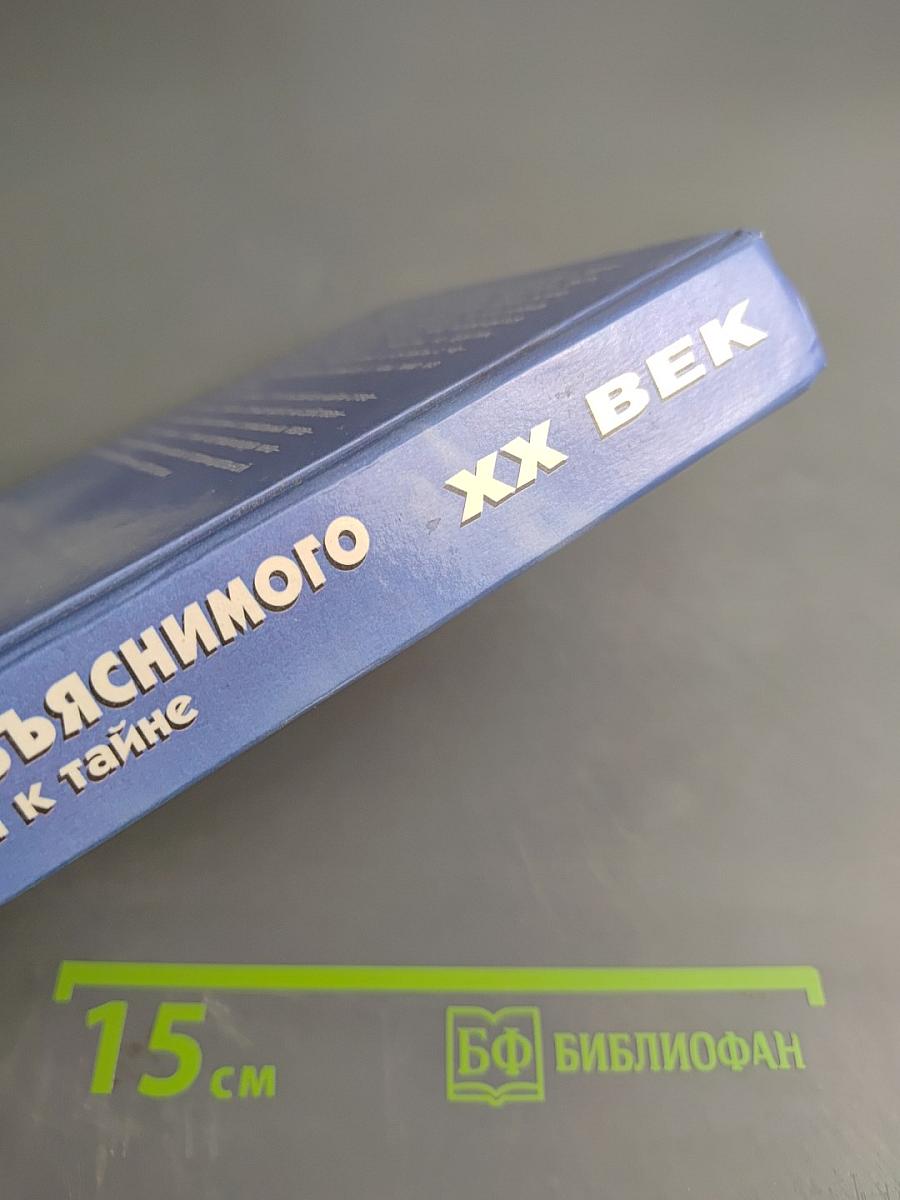 XX ВЕК
ЪЯСНИМОГО
к тайне
15 см
БФ БИБЛИОФАН